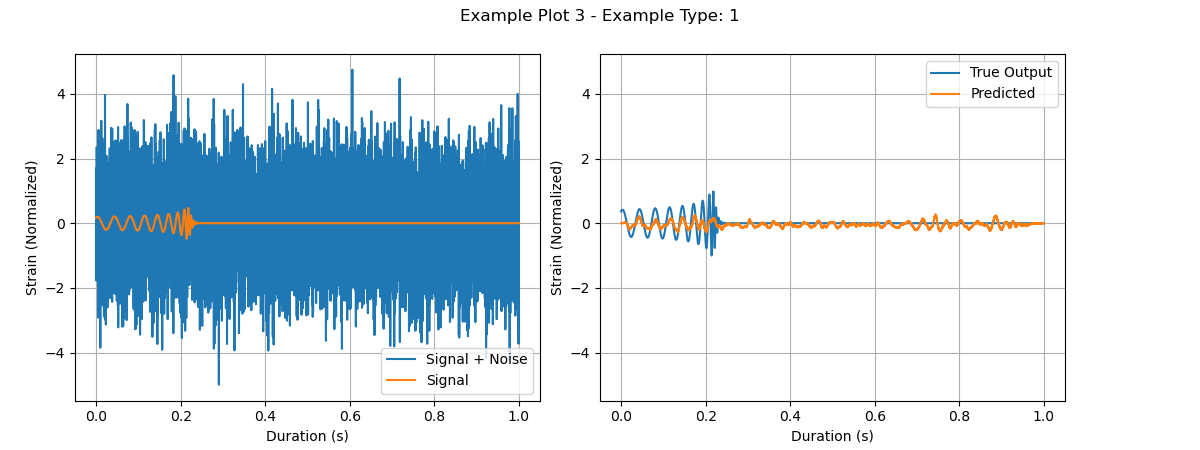 Example Plot 3 - Example Type: 1
Strain (Normalized)
4
2
0
−2
−4
0.0 0.2 0.4 0.6 0.8 1.0
Duration (s)
Signal + Noise
Signal
Strain (Normalized)
4
2
0
−2
−4
0.0 0.2 0.4 0.6 0.8 1.0
Duration (s)
True Output
Predicted